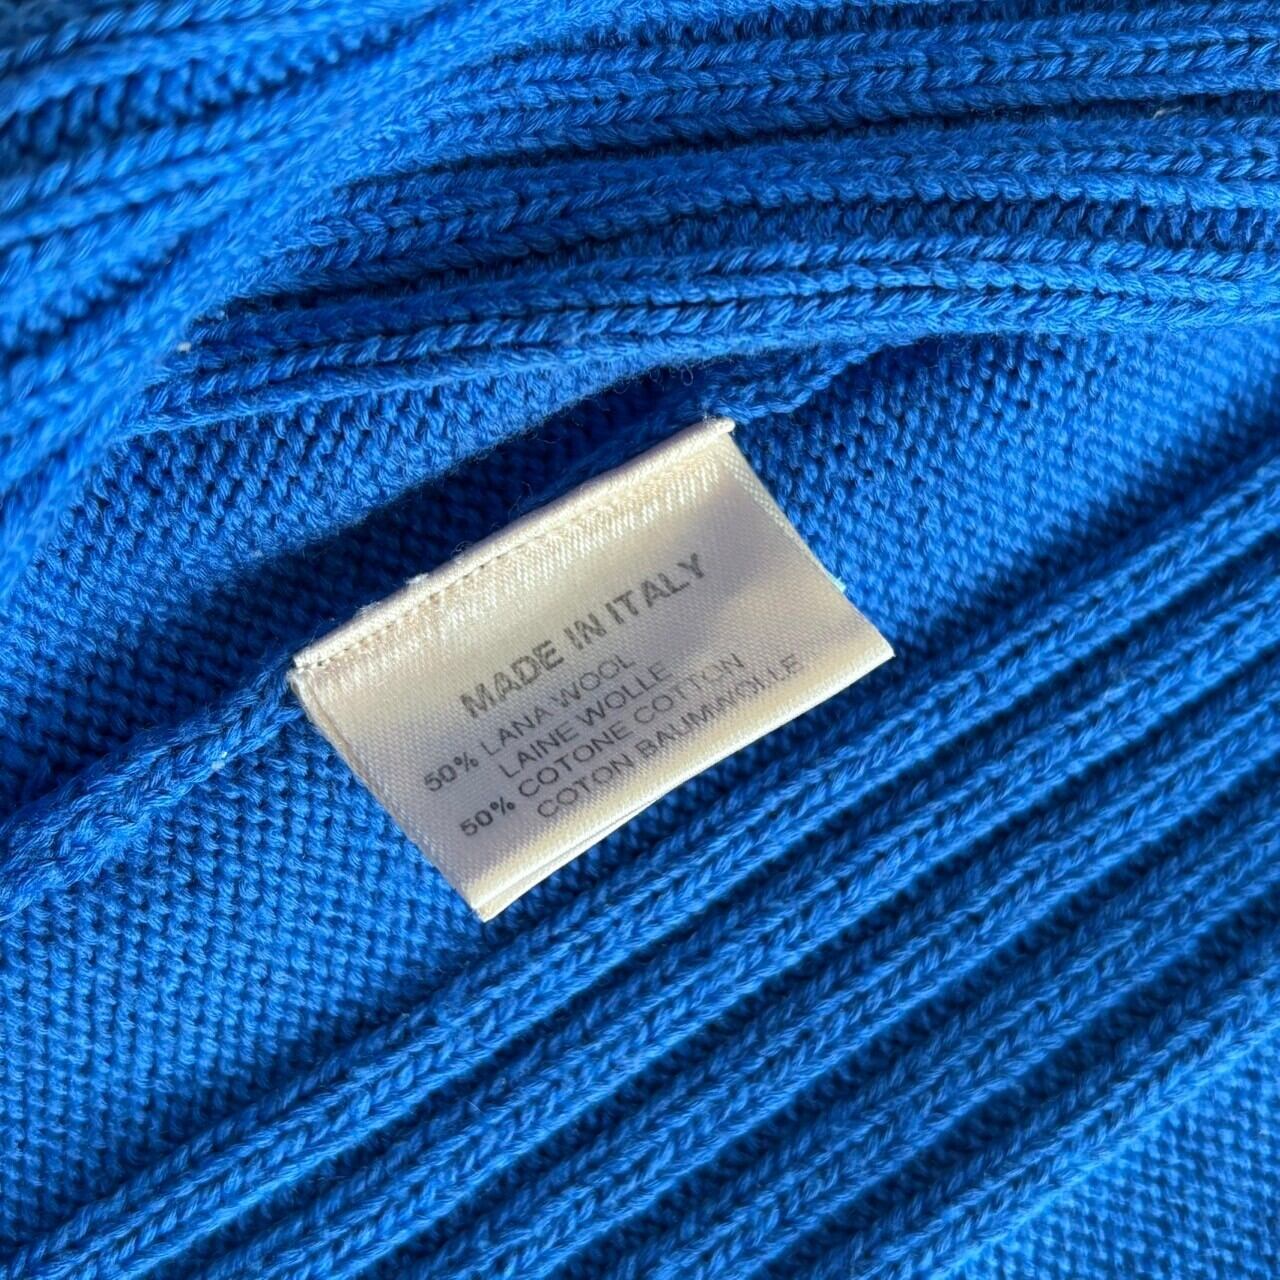 MADE IN ITALY
50% LANA WOOL
LAINE WOLLE
50% COTONE COTTON
COTON BAUMWOLLE